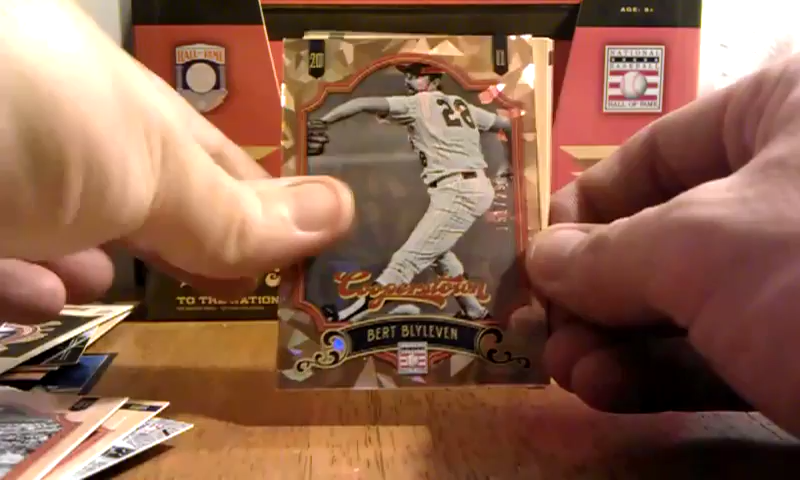 AGE: 8+
HALL OF FAME
NATIONAL
BASEBALL
HALL OF FAME
20
11
28
Cooperstown
BERT BLYLEVEN
TO THE NATION